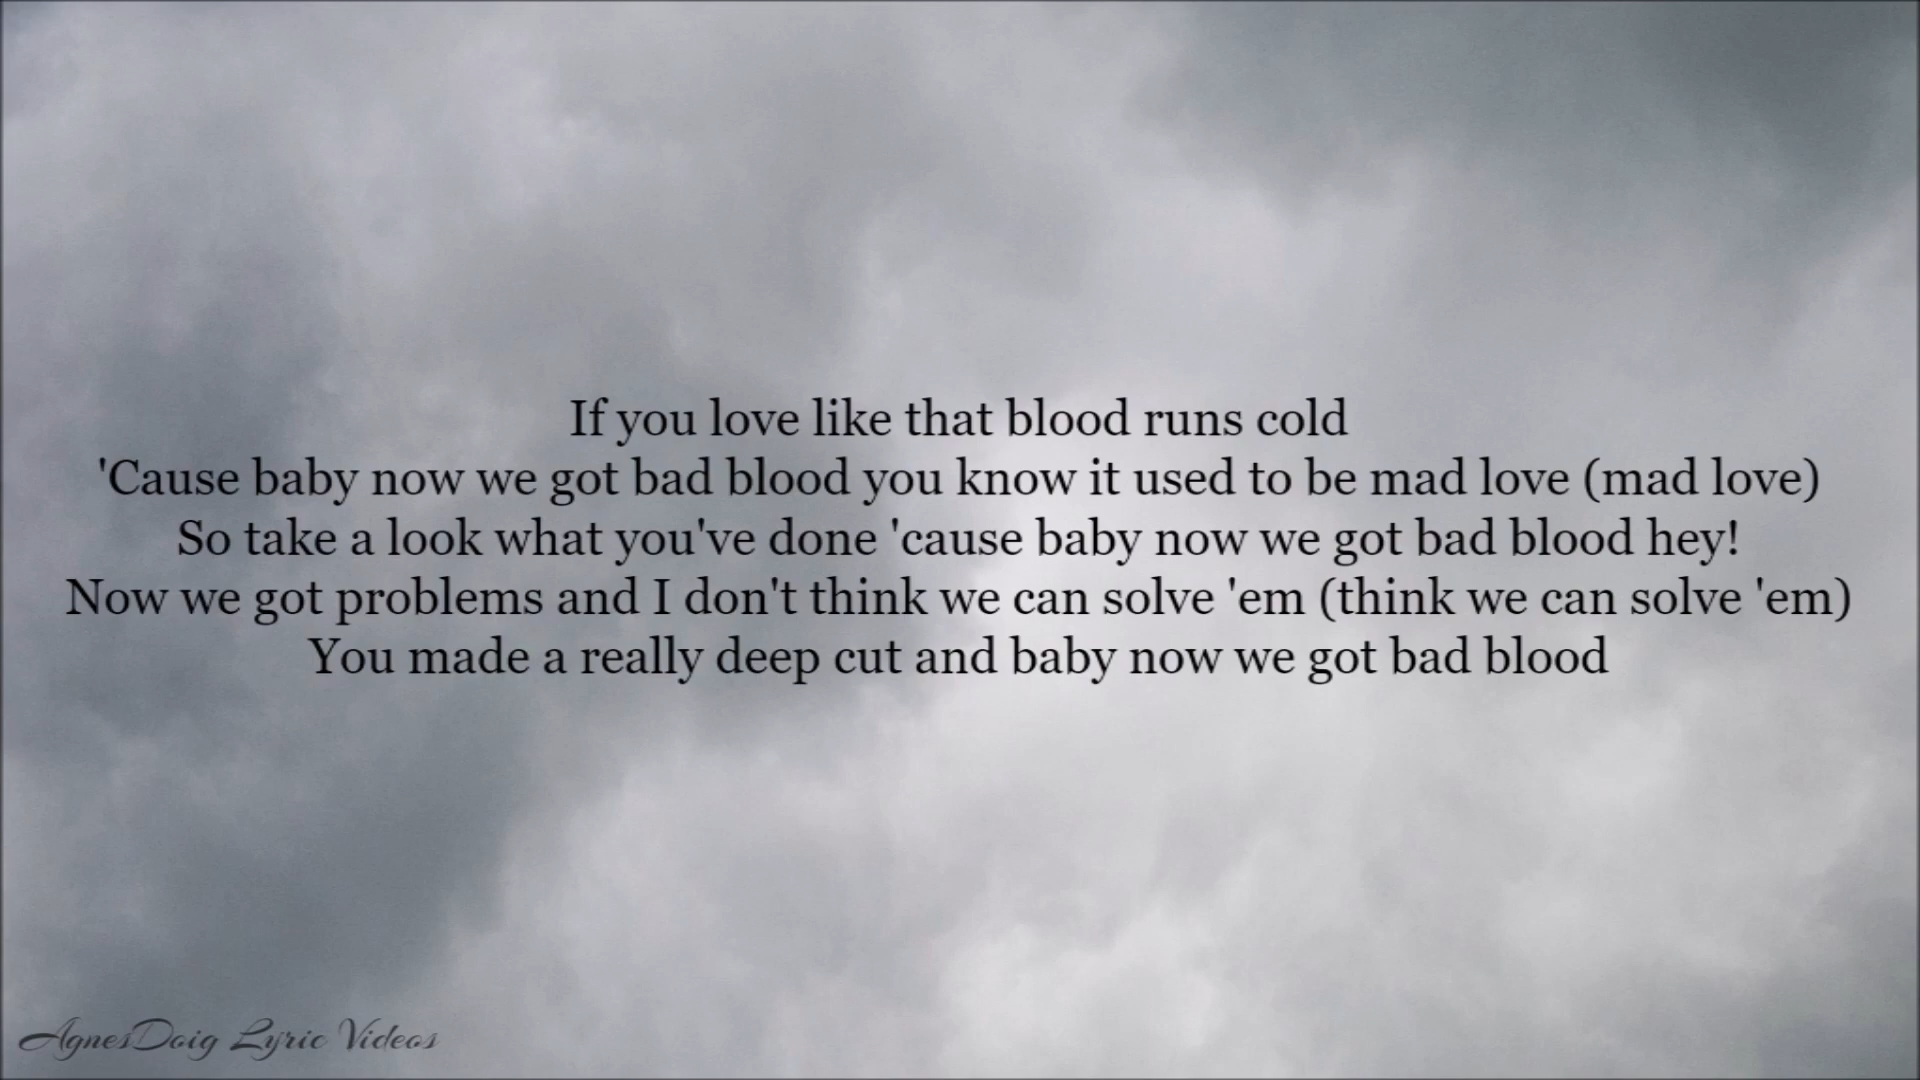 If you love like that blood runs cold
'Cause baby now we got bad blood you know it used to be mad love (mad love)
So take a look what you've done 'cause baby now we got bad blood hey!
Now we got problems and I don't think we can solve 'em (think we can solve 'em)
You made a really deep cut and baby now we got bad blood
AgnesDoig Lyric Videos